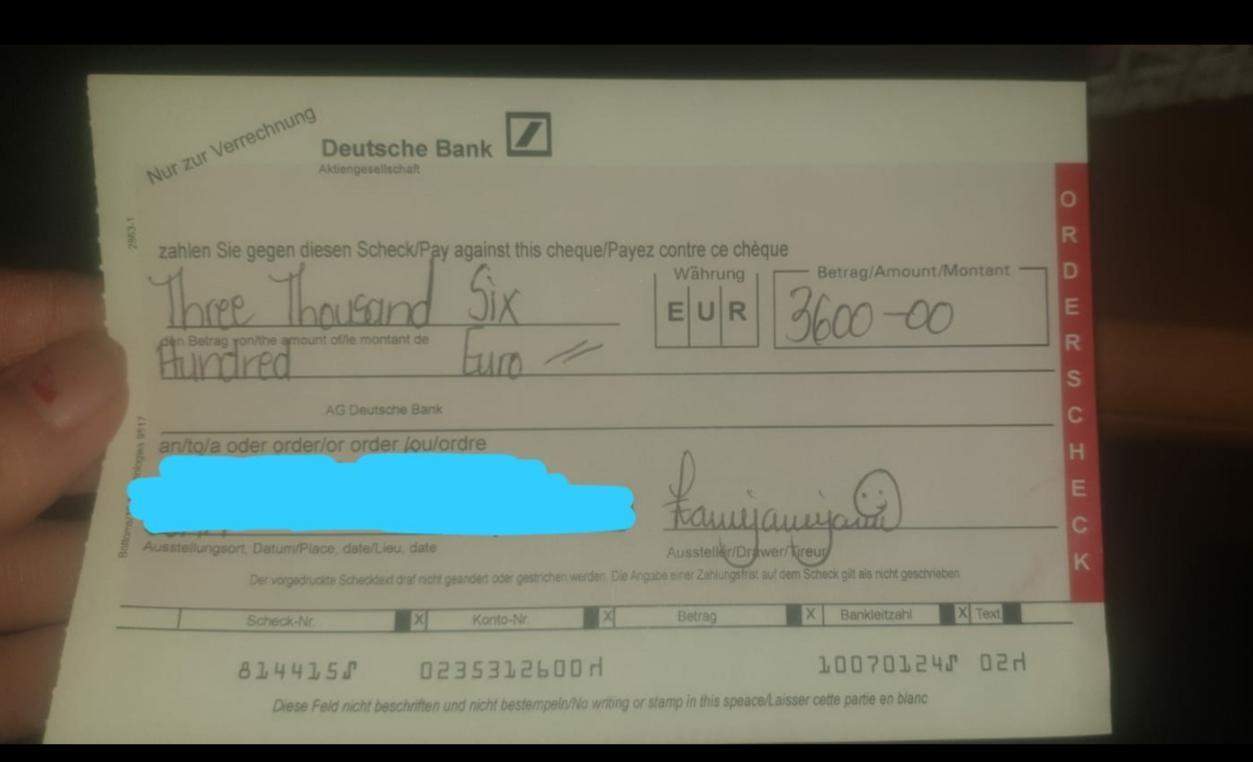 Nur zur Verrechnung
Deutsche Bank
Aktiengesellschaft
2963-1
zahlen Sie gegen diesen Scheck/Pay against this cheque/Payez contre ce chèque
Three Thousand Six
Währung
EUR
Betrag/Amount/Montant
3600-00
den Betrag von/the amount of/le montant de
Hundred Euro
AG Deutsche Bank
an/to/a oder order/or order /ou/ordre
Ausstellungsort, Datum/Place, date/Lieu, date
Aussteller/Drawer/Tireur
Der vorgedruckte Schecktext draf nicht geandert oder gestrichen werden. Die Angabe einer Zahlungsfrist auf dem Scheck gilt als nicht geschrieben
Scheck-Nr. X Konto-Nr. X Betrag X Bankleitzahl X Text
814415 0235312600 10070124 02
Diese Feld nicht beschriften und nicht bestempeln/No writing or stamp in this speace/Laisser cette partie en blanc
ORDERSCHECK